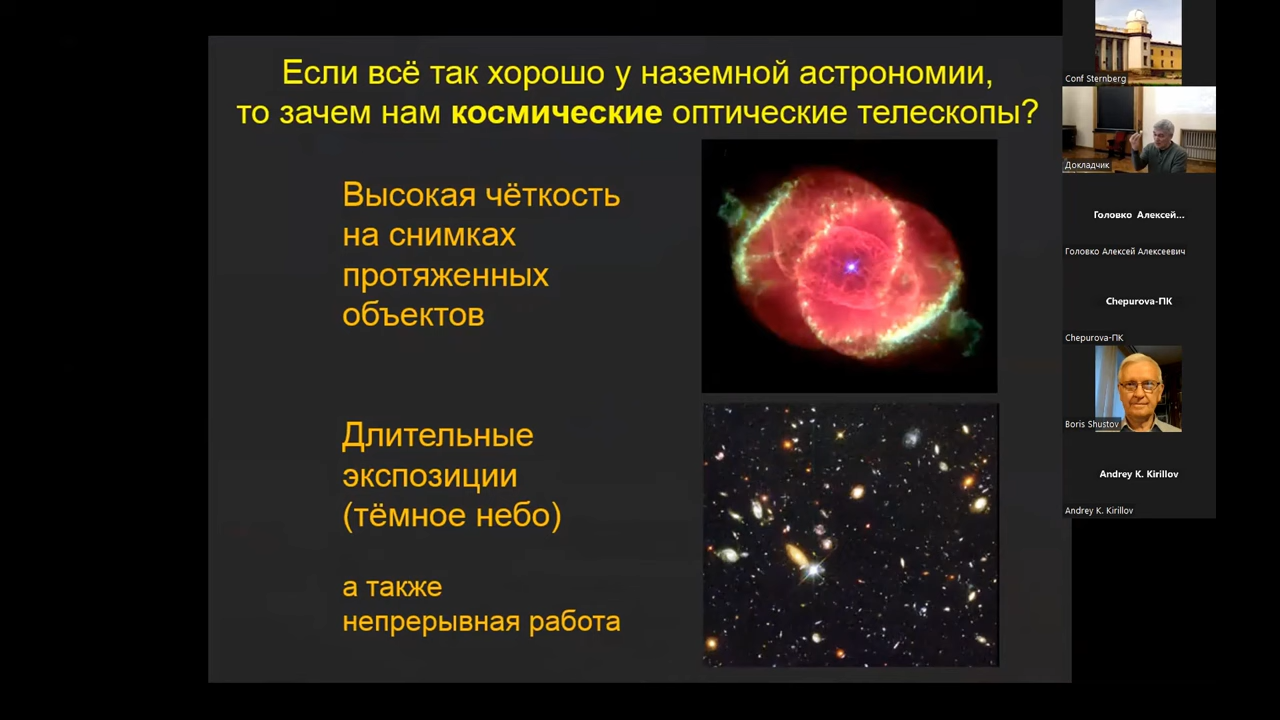 Если всё так хорошо у наземной астрономии,
то зачем нам космические оптические телескопы?
Высокая чёткость
на снимках
протяженных
объектов
Длительные
экспозиции
(тёмное небо)
а также
непрерывная работа
Conf Sternberg
Докладчик
Головко Алексей...
Головко Алексей Алексеевич
Chepurova-ПК
Chepurova-ПК
Boris Shustov
Andrey K. Kirillov
Andrey K. Kirillov